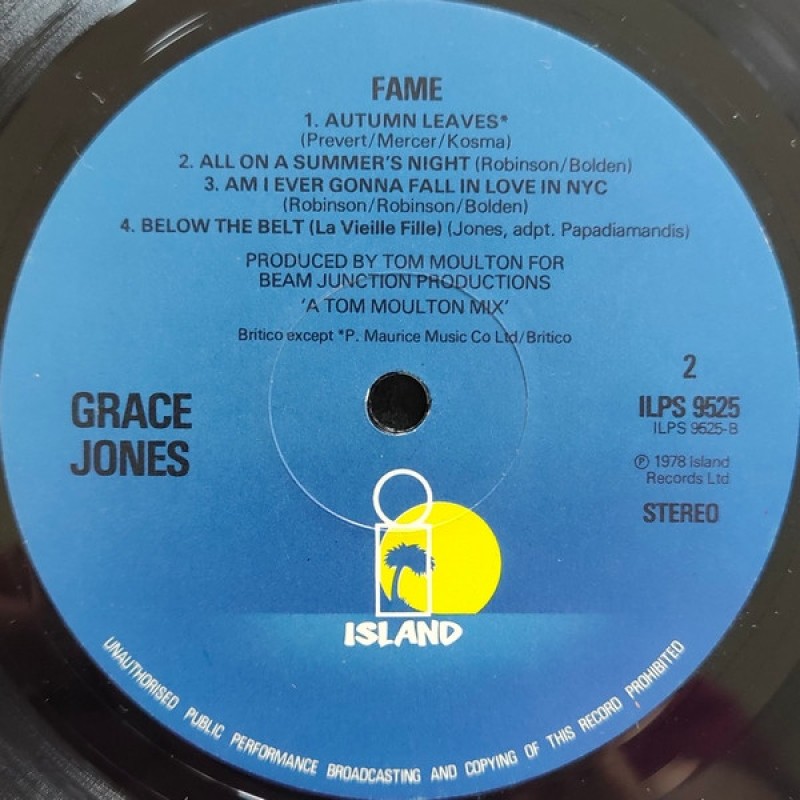 FAME
1. AUTUMN LEAVES*
(Prevert/Mercer/Kosma)
2. ALL ON A SUMMER'S NIGHT (Robinson/Bolden)
3. AM I EVER GONNA FALL IN LOVE IN NYC
(Robinson/Robinson/Bolden)
4. BELOW THE BELT (La Vieille Fille) (Jones, adpt. Papadiamandis)
PRODUCED BY TOM MOULTON FOR
BEAM JUNCTION PRODUCTIONS
'A TOM MOULTON MIX'
Britico except *P. Maurice Music Co Ltd/Britico
GRACE
JONES
2
ILPS 9525
ILPS 9525-B
℗ 1978 Island
Records Ltd
STEREO
ISLAND
UNAUTHORISED PUBLIC PERFORMANCE BROADCASTING AND COPYING OF THIS RECORD PROHIBITED